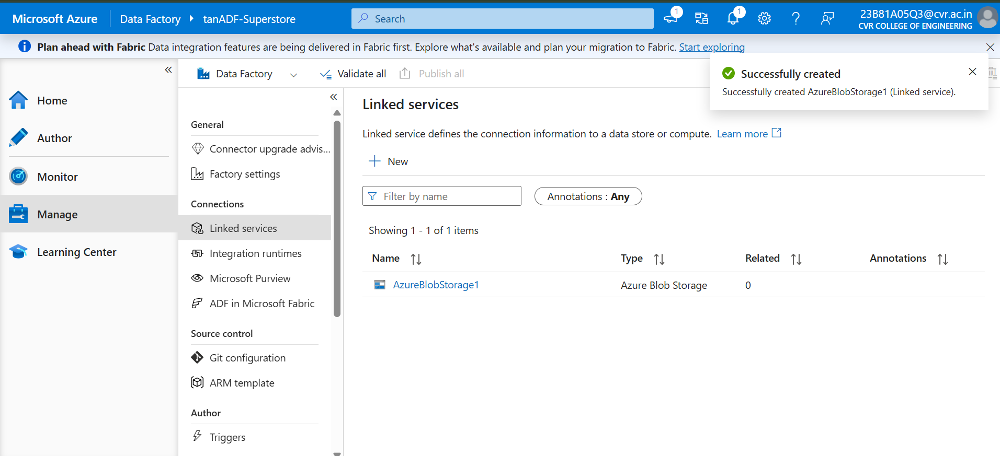 Microsoft Azure
Data Factory
tanADF-Superstore
Search
1
1
23B81A05Q3@cvr.ac.in
CVR COLLEGE OF ENGINEERING
Plan ahead with Fabric Data integration features are being delivered in Fabric first. Explore what's available and plan your migration to Fabric. Start exploring
Data Factory
Validate all
Publish all
Successfully created
Successfully created AzureBlobStorage1 (Linked service).
Home
Author
Monitor
Manage
Learning Center
General
Connector upgrade advis...
Factory settings
Connections
Linked services
Integration runtimes
Microsoft Purview
ADF in Microsoft Fabric
Source control
Git configuration
ARM template
Author
Triggers
Linked services
Linked service defines the connection information to a data store or compute. Learn more
New
Filter by name
Annotations : Any
Showing 1 - 1 of 1 items
Name Type Related Annotations
AzureBlobStorage1 Azure Blob Storage 0